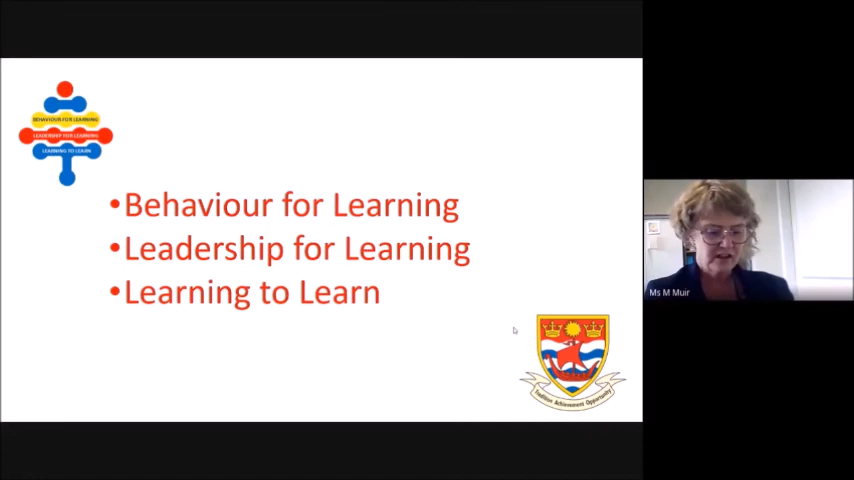 BEHAVIOUR FOR LEARNING
LEADERSHIP FOR LEARNING
LEARNING TO LEARN
•Behaviour for Learning
•Leadership for Learning
•Learning to Learn
Ms M Muir
Tradition Achievement Opportunity